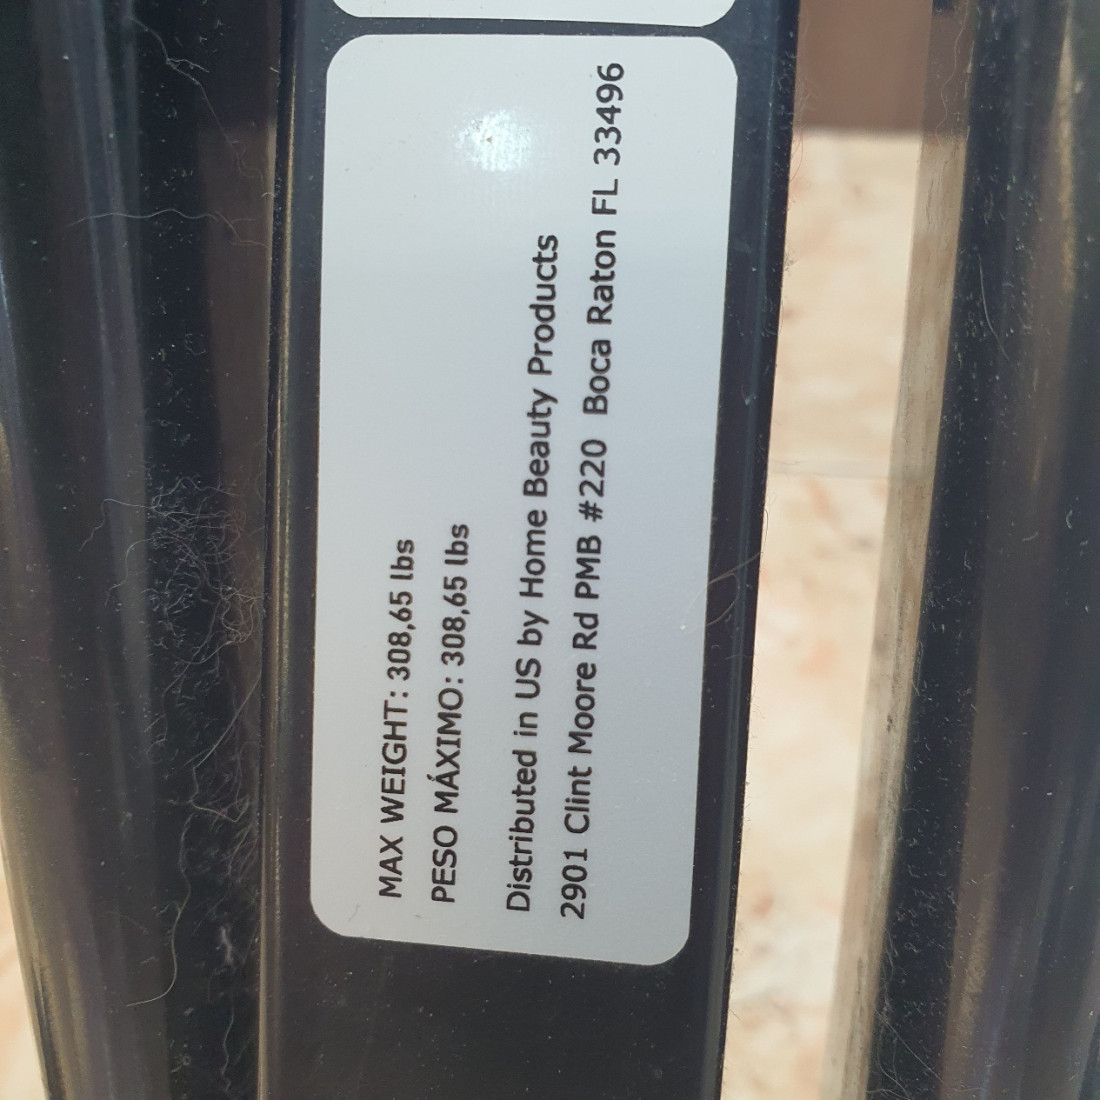 MAX WEIGHT: 308,65 lbs
PESO MÁXIMO: 308,65 lbs
Distributed in US by Home Beauty Products
2901 Clint Moore Rd PMB #220 Boca Raton FL 33496